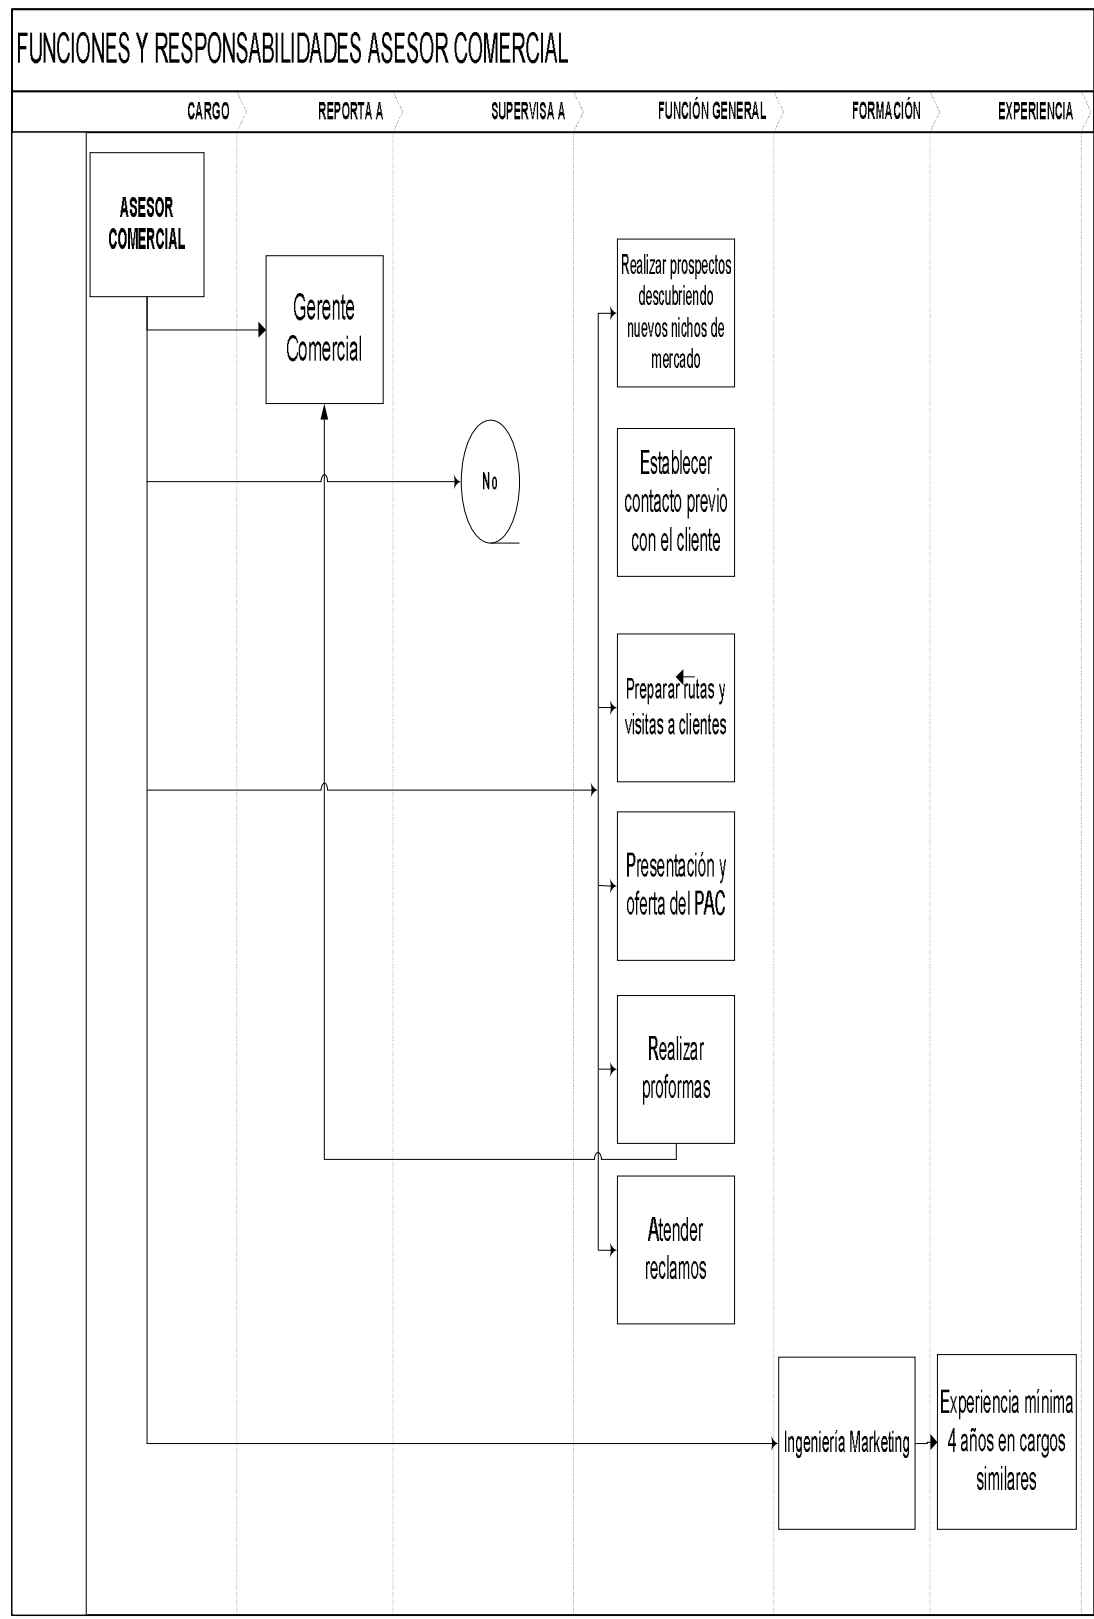 FUNCIONES Y RESPONSABILIDADES ASESOR COMERCIAL
CARGO
REPORTA A
SUPERVISA A
FUNCIÓN GENERAL
FORMACIÓN
EXPERIENCIA
ASESOR
COMERCIAL
Gerente
Comercial
No
Realizar prospectos
descubriendo
nuevos nichos de
mercado
Establecer
contacto previo
con el cliente
Preparar rutas y
visitas a clientes
Presentación y
oferta del PAC
Realizar
proformas
Atender
reclamos
Ingeniería Marketing
Experiencia mínima
4 años en cargos
similares